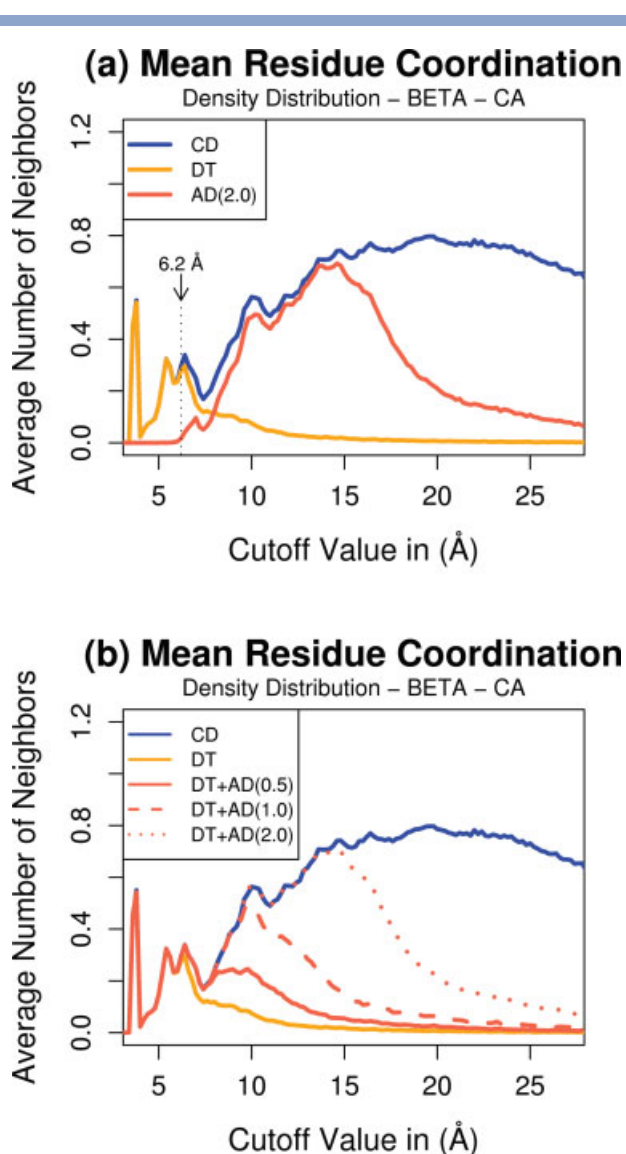 (a) Mean Residue Coordination
Density Distribution – BETA – CA
Average Number of Neighbors
1.2
0.8
0.4
0.0
CD
DT
AD(2.0)
6.2 Å
5 10 15 20 25
Cutoff Value in (Å)
(b) Mean Residue Coordination
Density Distribution – BETA – CA
Average Number of Neighbors
1.2
0.8
0.4
0.0
CD
DT
DT+AD(0.5)
DT+AD(1.0)
DT+AD(2.0)
5 10 15 20 25
Cutoff Value in (Å)